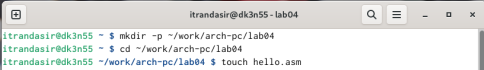 itrandasir@dk3n55 - lab04
itrandasir@dk3n55 ~ $ mkdir -p ~/work/arch-pc/lab04
itrandasir@dk3n55 ~ $ cd ~/work/arch-pc/lab04
itrandasir@dk3n55 ~/work/arch-pc/lab04 $ touch hello.asm